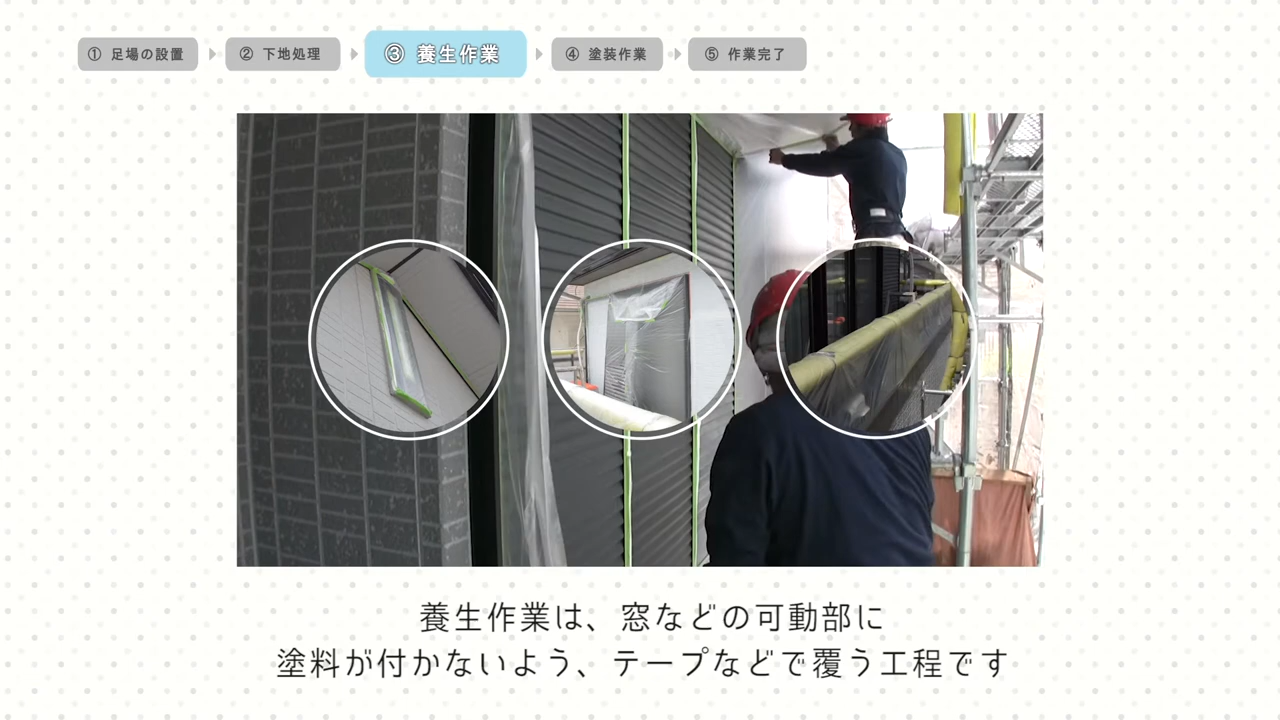 ① 足場の設置
② 下地処理
③ 養生作業
④ 塗装作業
⑤ 作業完了
養生作業は、窓などの可動部に
塗料が付かないよう、テープなどで覆う工程です